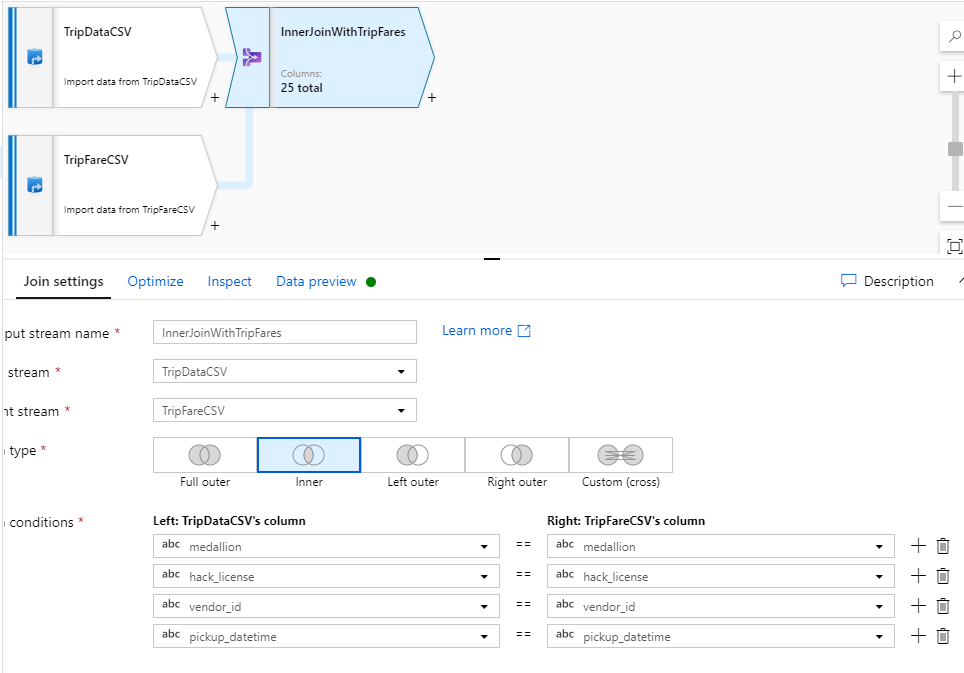 TripDataCSV
Import data from TripDataCSV
+
InnerJoinWithTripFares
Columns:
25 total
+
TripFareCSV
Import data from TripFareCSV
+
Join settings Optimize Inspect Data preview Description
put stream name * InnerJoinWithTripFares Learn more
stream * TripDataCSV
nt stream * TripFareCSV
type *
Full outer Inner Left outer Right outer Custom (cross)
conditions * Left: TripDataCSV's column Right: TripFareCSV's column
abc medallion == abc medallion
abc hack_license == abc hack_license
abc vendor_id == abc vendor_id
abc pickup_datetime == abc pickup_datetime